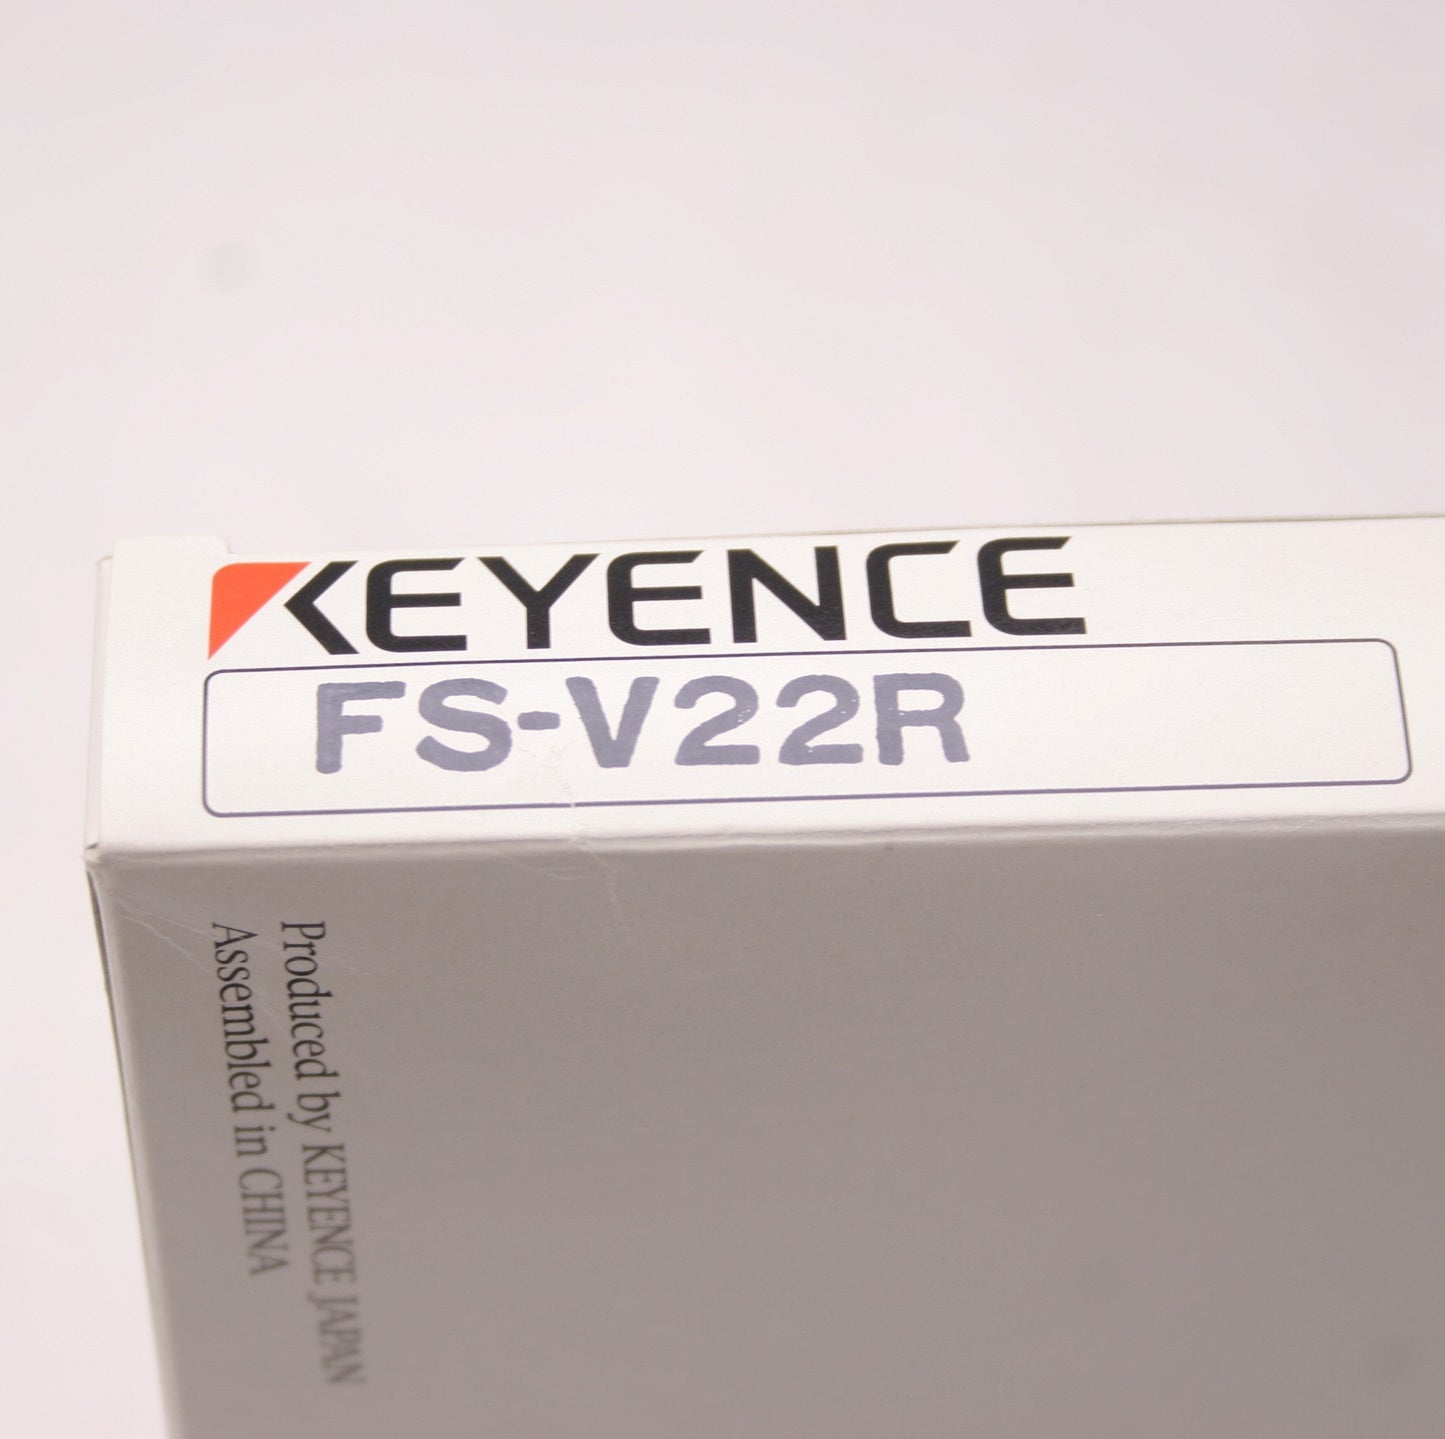 KEYENCE
FS-V22R
Produced by KEYENCE JAPAN
Assembled in CHINA